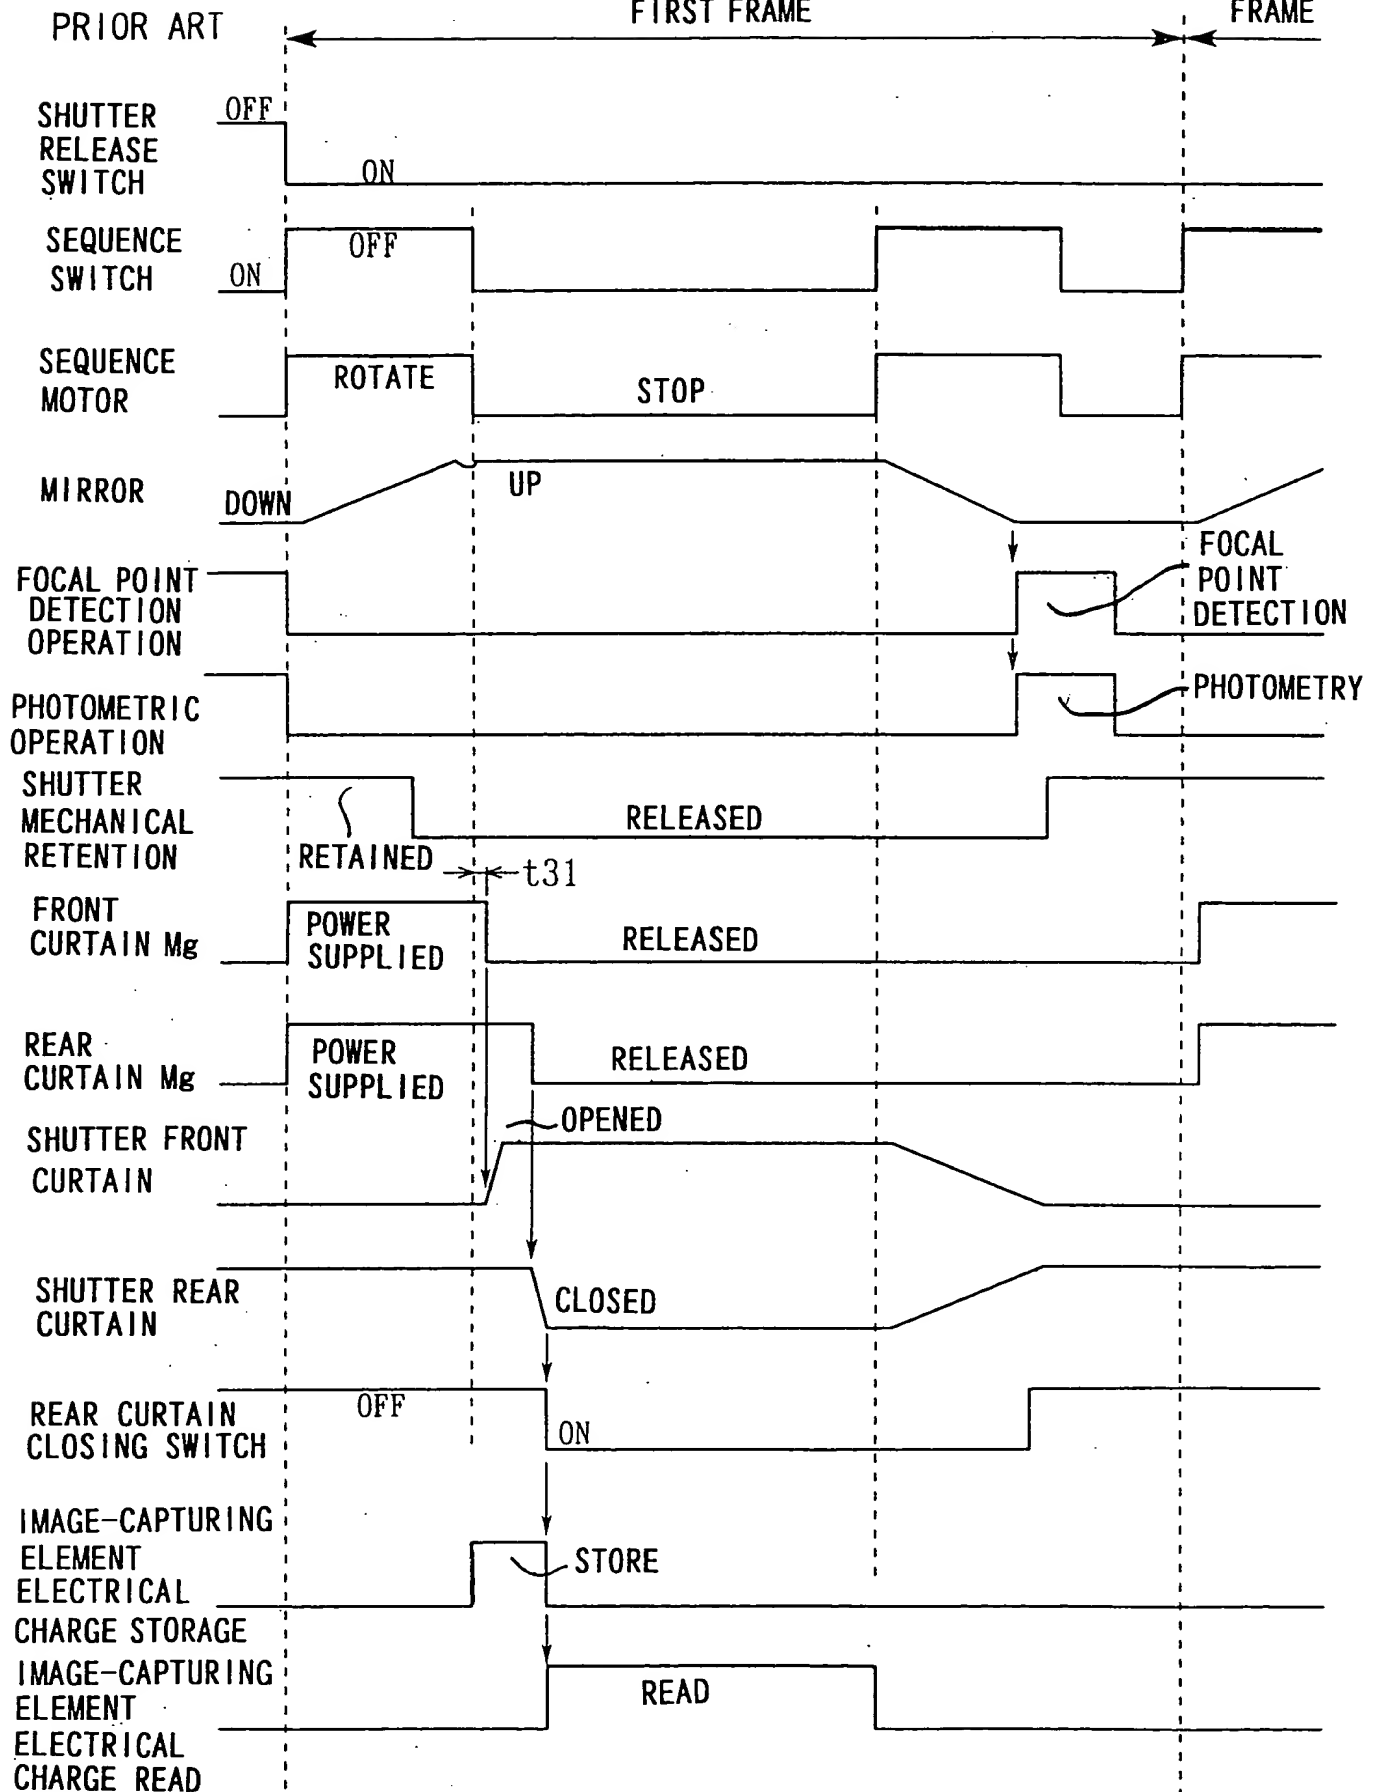 PRIOR ART
FIRST FRAME
FRAME
SHUTTER
RELEASE
SWITCH
OFF
ON
SEQUENCE
SWITCH
ON
OFF
SEQUENCE
MOTOR
ROTATE
STOP
MIRROR
DOWN
UP
FOCAL POINT
DETECTION
OPERATION
FOCAL
POINT
DETECTION
PHOTOMETRIC
OPERATION
PHOTOMETRY
SHUTTER
MECHANICAL
RETENTION
RETAINED
RELEASED
t31
FRONT
CURTAIN Mg
POWER
SUPPLIED
RELEASED
REAR
CURTAIN Mg
POWER
SUPPLIED
RELEASED
SHUTTER FRONT
CURTAIN
OPENED
SHUTTER REAR
CURTAIN
CLOSED
REAR CURTAIN
CLOSING SWITCH
OFF
ON
IMAGE-CAPTURING
ELEMENT
ELECTRICAL
CHARGE STORAGE
STORE
IMAGE-CAPTURING
ELEMENT
ELECTRICAL
CHARGE READ
READ